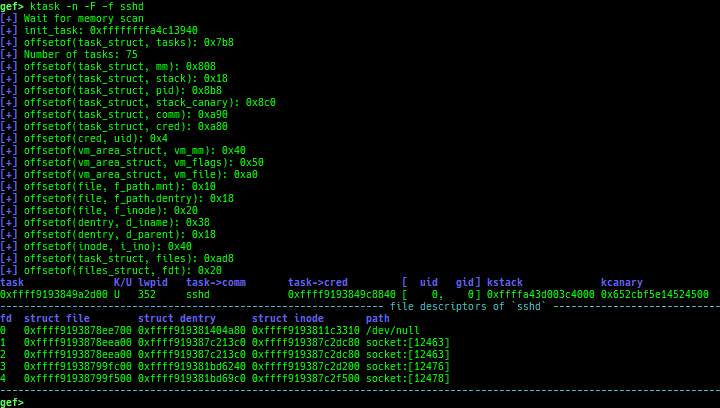 gef> ktask -n -F -f sshd
[+] Wait for memory scan
[+] init_task: 0xffffffffa4c13940
[+] offsetof(task_struct, tasks): 0x7b8
[+] Number of tasks: 75
[+] offsetof(task_struct, mm): 0x808
[+] offsetof(task_struct, stack): 0x18
[+] offsetof(task_struct, pid): 0x8b8
[+] offsetof(task_struct, stack_canary): 0x8c0
[+] offsetof(task_struct, comm): 0xa90
[+] offsetof(task_struct, cred): 0xa80
[+] offsetof(cred, uid): 0x4
[+] offsetof(vm_area_struct, vm_mm): 0x40
[+] offsetof(vm_area_struct, vm_flags): 0x50
[+] offsetof(vm_area_struct, vm_file): 0xa0
[+] offsetof(file, f_path.mnt): 0x10
[+] offsetof(file, f_path.dentry): 0x18
[+] offsetof(file, f_inode): 0x20
[+] offsetof(dentry, d_iname): 0x38
[+] offsetof(dentry, d_parent): 0x18
[+] offsetof(inode, i_ino): 0x40
[+] offsetof(task_struct, files): 0xad8
[+] offsetof(files_struct, fdt): 0x20
task               K/U lwpid   task->comm       task->cred         [  uid   gid] kstack             kcanary
0xffff9193849a2d00 U   352     sshd             0xffff9193849c8840 [    0,    0] 0xffffa43d003c4000 0x652cbf5e14524500
---------------------------------------------------------------- file descriptors of `sshd` ----------------------------
fd  struct file        struct dentry      struct inode       path
0   0xffff9193878ee700 0xffff919381404a80 0xffff9193811c3310 /dev/null
1   0xffff9193878eea00 0xffff919387c213c0 0xffff919387c2dc80 socket:[12463]
2   0xffff9193878eea00 0xffff919387c213c0 0xffff919387c2dc80 socket:[12463]
3   0xffff91938799fc00 0xffff919381bd6240 0xffff919387c2d200 socket:[12476]
4   0xffff91938799f500 0xffff919381bd69c0 0xffff919387c2f500 socket:[12478]
------------------------------------------------------------------------------------------------------------------------
gef>